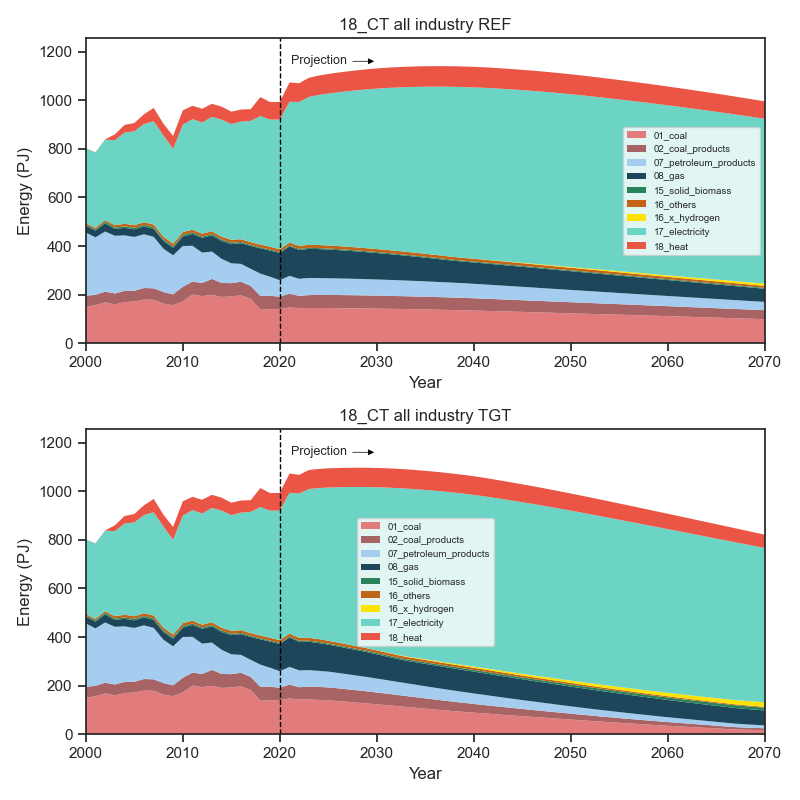 18_CT all industry REF
1200
1000
800
600
400
200
0
Energy (PJ)
Projection
01_coal
02_coal_products
07_petroleum_products
08_gas
15_solid_biomass
16_others
16_x_hydrogen
17_electricity
18_heat
2000 2010 2020 2030 2040 2050 2060 2070
Year
18_CT all industry TGT
1200
1000
800
600
400
200
0
Energy (PJ)
Projection
01_coal
02_coal_products
07_petroleum_products
08_gas
15_solid_biomass
16_others
16_x_hydrogen
17_electricity
18_heat
2000 2010 2020 2030 2040 2050 2060 2070
Year